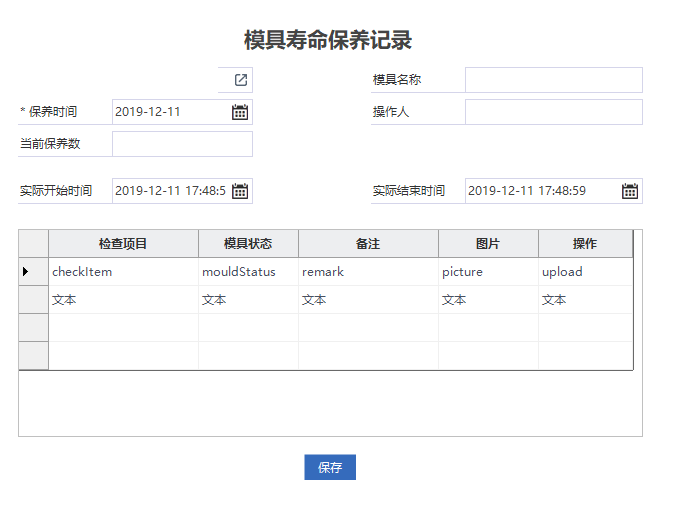 模具寿命保养记录
模具名称
* 保养时间 2019-12-11 操作人
当前保养数
实际开始时间 2019-12-11 17:48:5 实际结束时间 2019-12-11 17:48:59
检查项目 模具状态 备注 图片 操作
checkItem mouldStatus remark picture upload
文本 文本 文本 文本 文本
保存